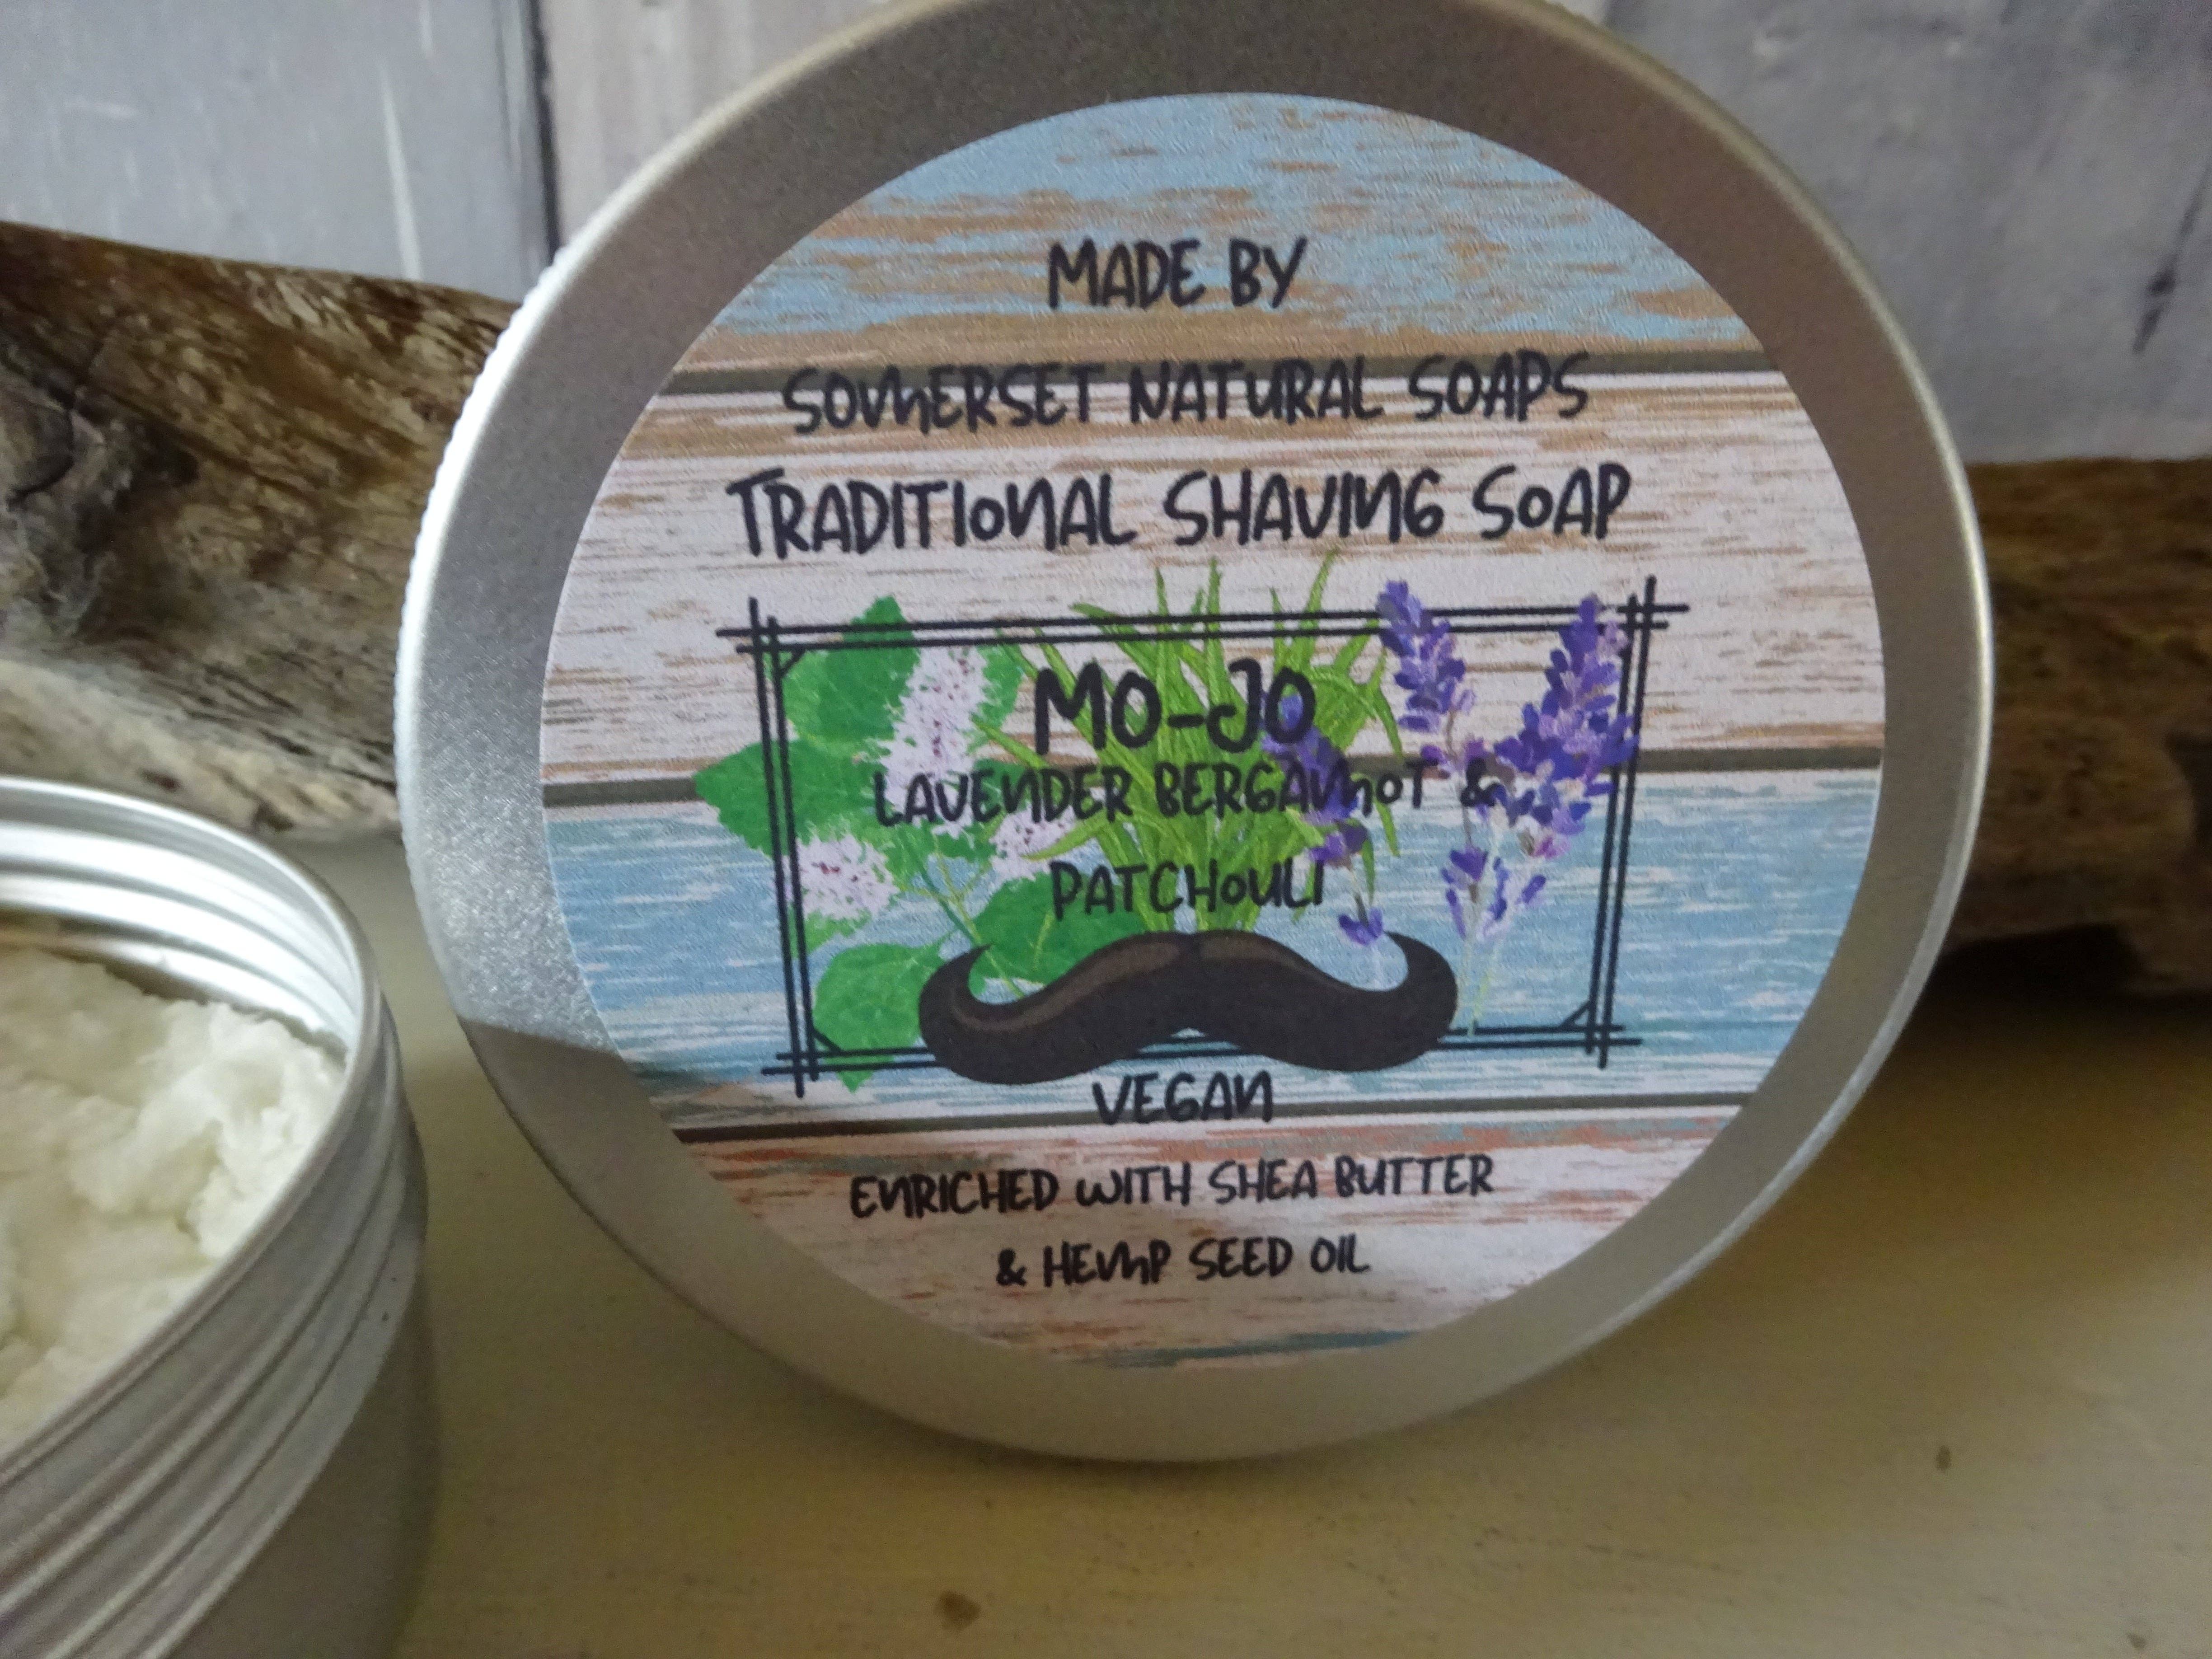 MADE BY
SOMERSET NATURAL SOAPS
TRADITIONAL SHAVING SOAP
MO-JO
LAVENDER BERGAMOT &
PATCHOULI
VEGAN
ENRICHED WITH SHEA BUTTER
& HEMP SEED OIL